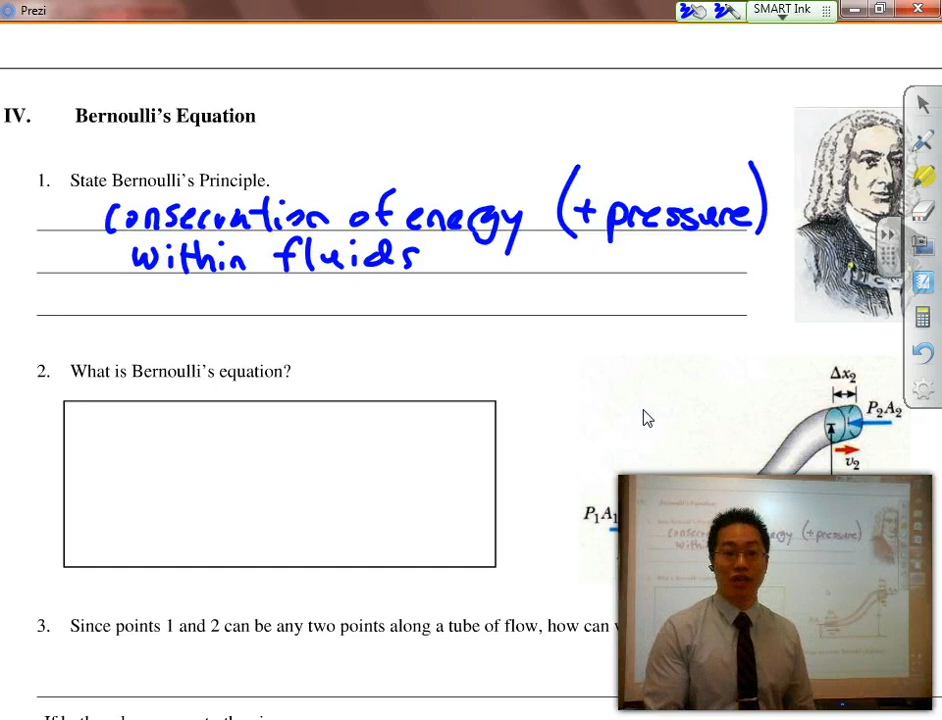 Prezi
SMART Ink
IV. Bernoulli's Equation
1. State Bernoulli's Principle.
conservation of energy (+ pressure)
within fluids
2. What is Bernoulli's equation?
Δx₂
P₂A₂
v₂
P₁A₁
3. Since points 1 and 2 can be any two points along a tube of flow, how can